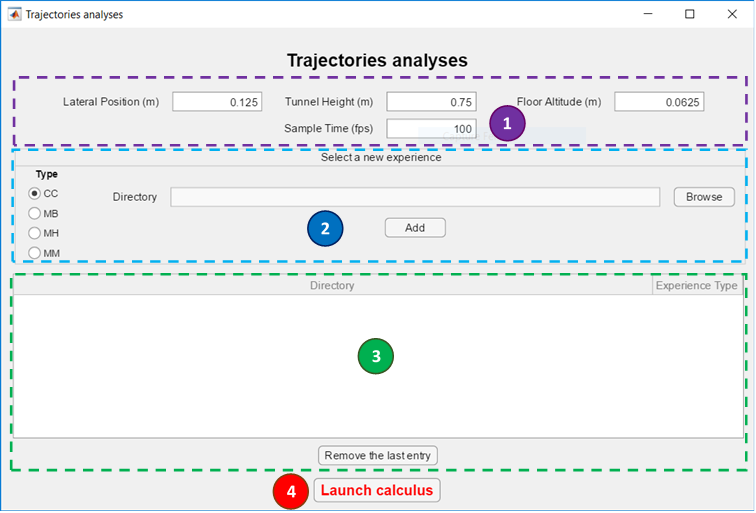 Trajectories analyses
Trajectories analyses
Lateral Position (m) 0.125 Tunnel Height (m) 0.75 Floor Altitude (m) 0.0625
Sample Time (fps) 100
1
Select a new experience
Type
CC
Directory Browse
MB
2
Add
MH
MM
Directory Experience Type
3
Remove the last entry
4 Launch calculus